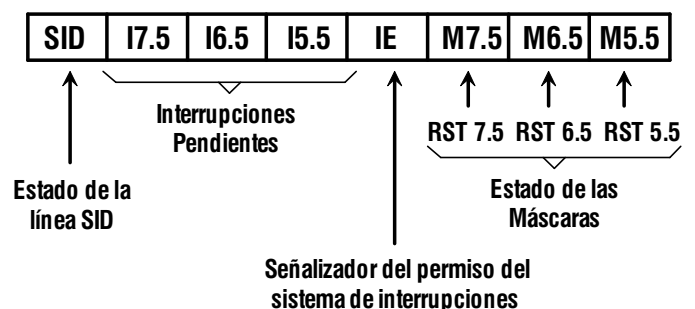 SID I7.5 I6.5 I5.5 IE M7.5 M6.5 M5.5
Interrupciones
Pendientes
RST 7.5 RST 6.5 RST 5.5
Estado de la
línea SID
Estado de las
Máscaras
Señalizador del permiso del
sistema de interrupciones